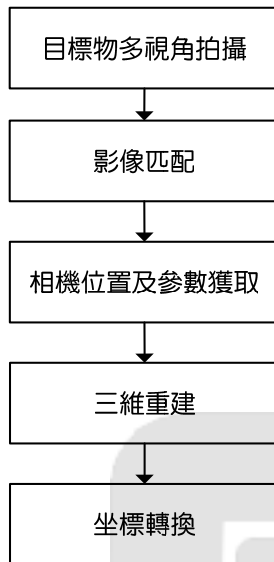 目標物多視角拍攝
影像匹配
相機位置及參數獲取
三維重建
坐標轉換